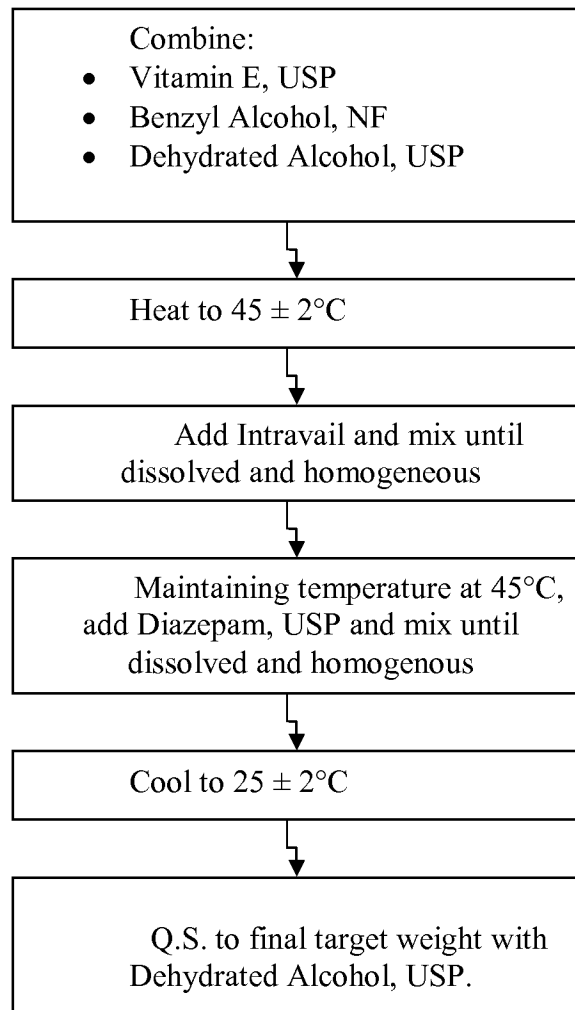 Combine:
• Vitamin E, USP
• Benzyl Alcohol, NF
• Dehydrated Alcohol, USP
Heat to 45 ± 2°C
Add Intravail and mix until
dissolved and homogeneous
Maintaining temperature at 45°C,
add Diazepam, USP and mix until
dissolved and homogenous
Cool to 25 ± 2°C
Q.S. to final target weight with
Dehydrated Alcohol, USP.